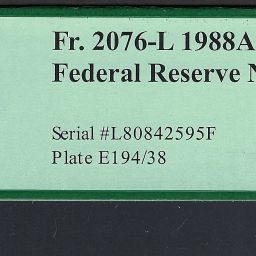 Fr. 2076-L 1988A
Federal Reserve N
Serial #L80842595F
Plate E194/38